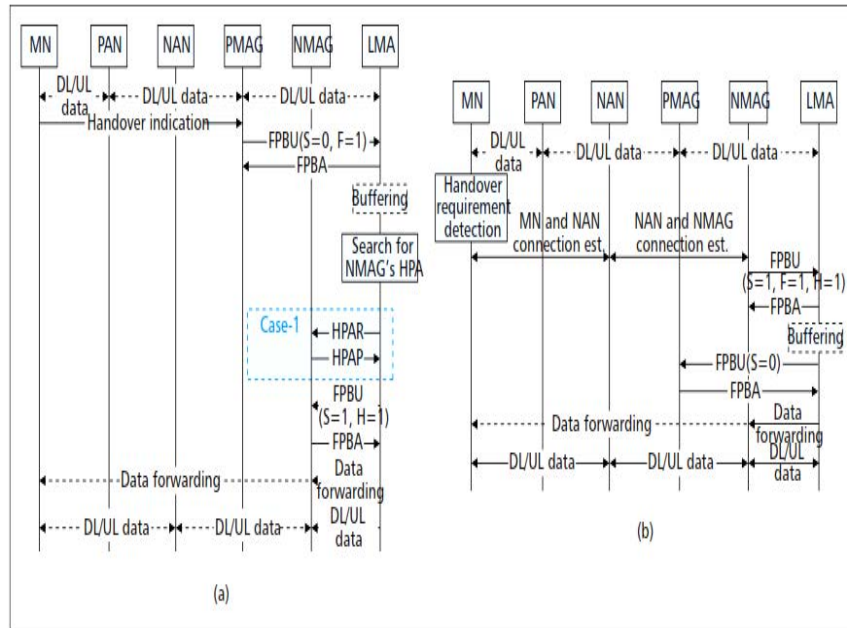 MN PAN NAN PMAG NMAG LMA
DL/UL
data
DL/UL data
DL/UL data
Handover indication
FPBU(S=0, F=1)
FPBA
Buffering
Search for
NMAG's HPA
Case-1
HPAR
HPAP
FPBU
(S=1, H=1)
FPBA
Data forwarding
Data
forwarding
DL/UL data
DL/UL data
DL/UL
data
(a)
MN PAN NAN PMAG NMAG LMA
DL/UL
data
DL/UL data
DL/UL data
Handover
requirement
detection
MN and NAN
connection est.
NAN and NMAG
connection est.
FPBU
(S=1, F=1, H=1)
FPBA
Buffering
FPBU(S=0)
FPBA
Data forwarding
Data
forwarding
DL/UL data
DL/UL data
DL/UL
data
(b)